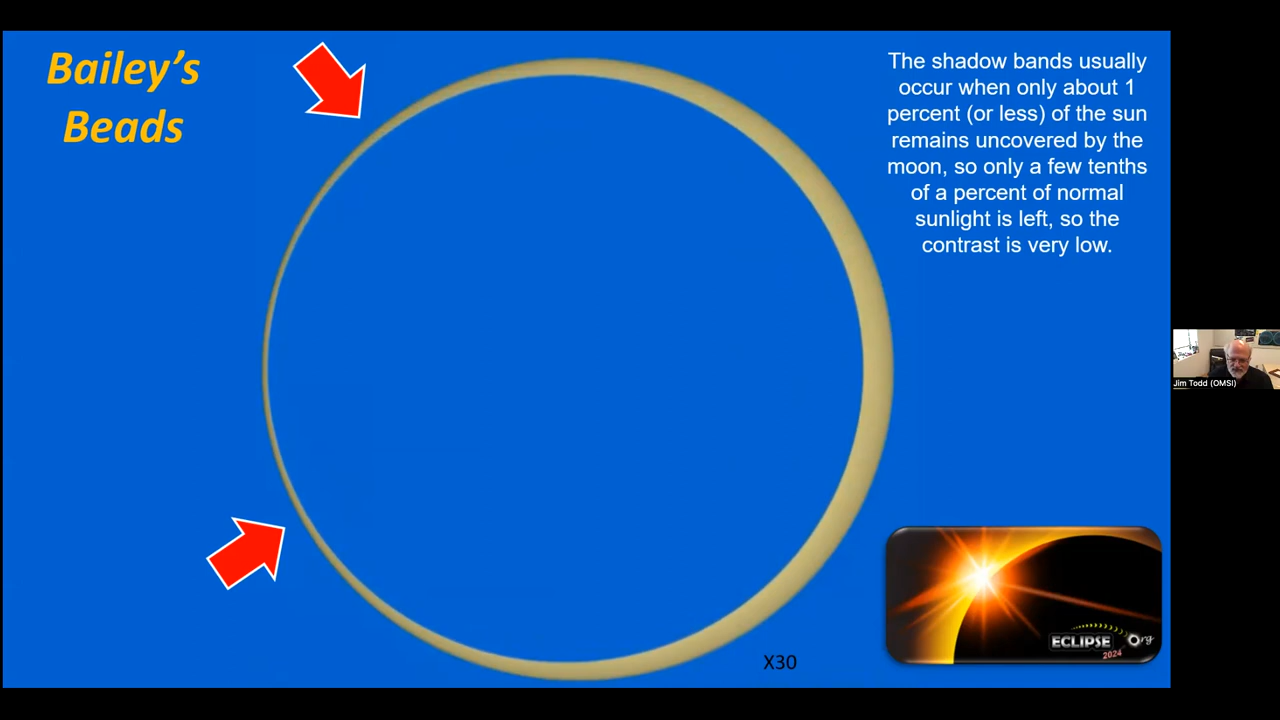 Bailey's
Beads
The shadow bands usually
occur when only about 1
percent (or less) of the sun
remains uncovered by the
moon, so only a few tenths
of a percent of normal
sunlight is left, so the
contrast is very low.
Jim Todd (OMSI)
ECLIPSE Org
2024
X30